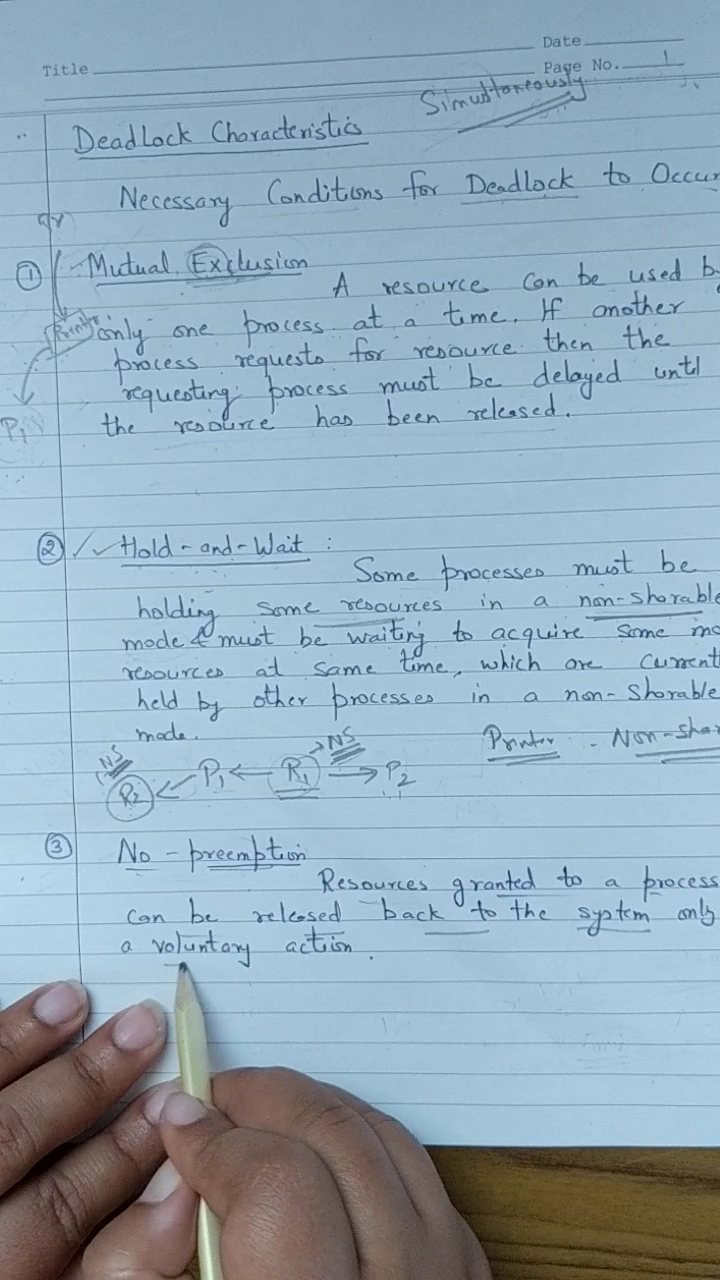 Date
Title
Page No. 1
Simultaneously
Deadlock Characteristics
Necessary Conditions for Deadlock to Occur
① Mutual Exclusion
A resource can be used b
Printer only one process at a time. If another
process requests for resource then the
requesting process must be delayed until
P1 the resource has been released.
② Hold-and-Wait :
Some processes must be
holding some resources in a non-sharable
mode & must be waiting to acquire some mo
resources at same time, which are current
held by other processes in a non-sharable
mode.
Printer - Non-shar
NS NS
R2 ← P1 ← R1 → P2
③ No-preemption
Resources granted to a process
can be released back to the system only
a voluntary action.